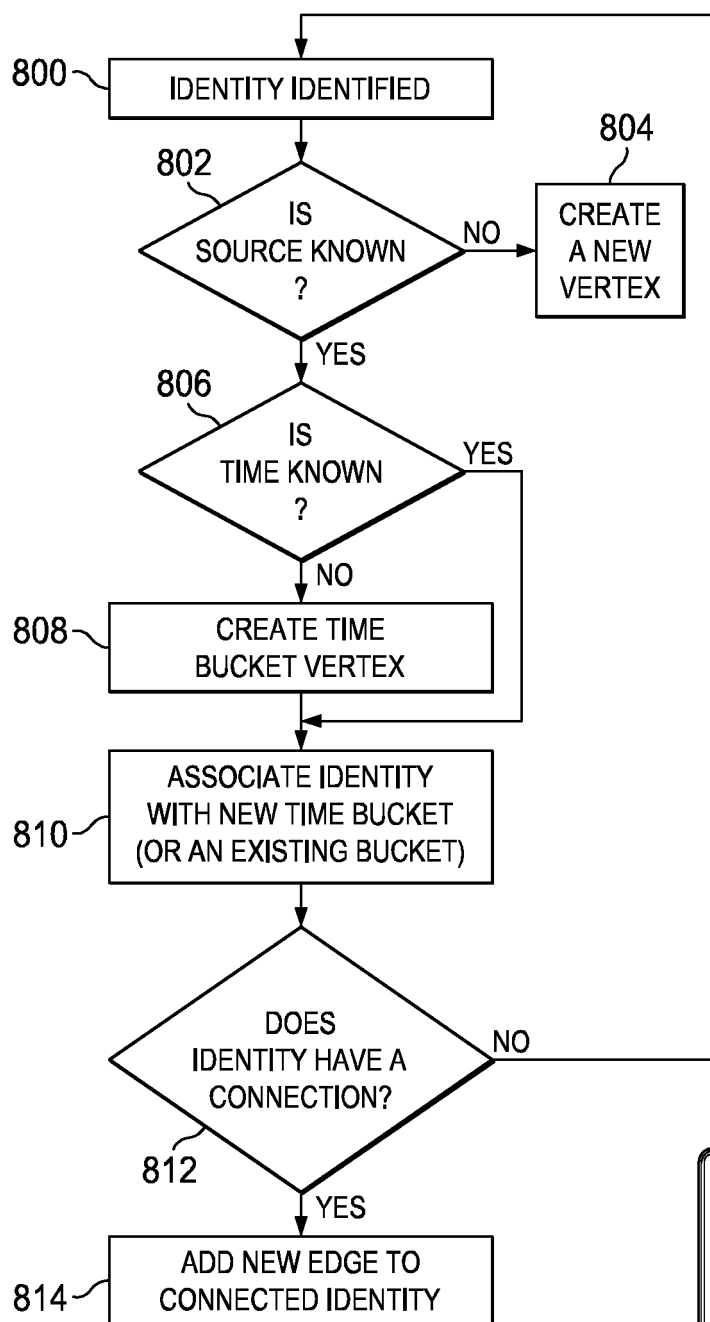 800
IDENTITY IDENTIFIED
802
IS
SOURCE KNOWN
?
NO
804
CREATE
A NEW
VERTEX
YES
806
IS
TIME KNOWN
?
YES
NO
808
CREATE TIME
BUCKET VERTEX
810
ASSOCIATE IDENTITY
WITH NEW TIME BUCKET
(OR AN EXISTING BUCKET)
DOES
IDENTITY HAVE A
CONNECTION?
NO
812
YES
814
ADD NEW EDGE TO
CONNECTED IDENTITY